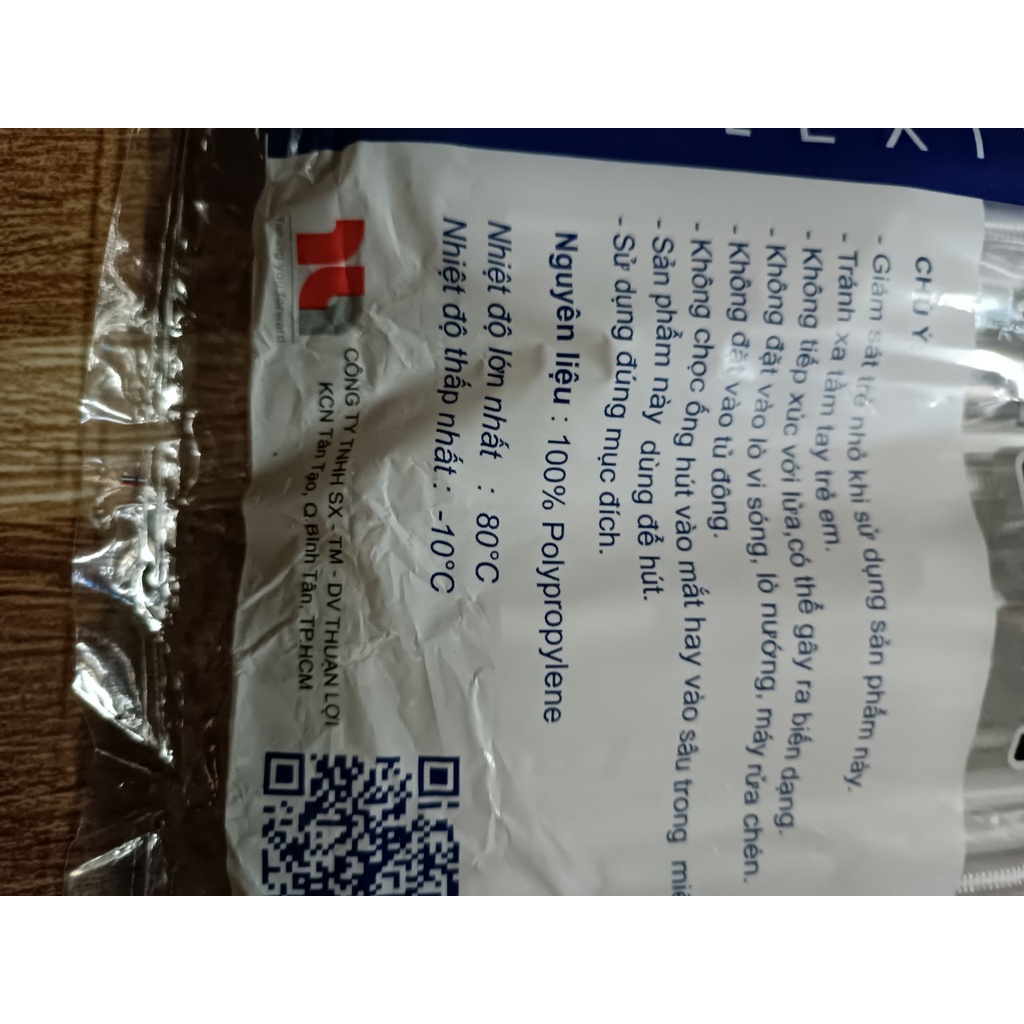 CHÚ Ý
- Giám sát trẻ nhỏ khi sử dụng sản phẩm này.
- Tránh xa tầm tay trẻ em.
- Không tiếp xúc với lửa,có thể gây ra biến dạng.
- Không đặt vào lò vi sóng, lò nướng, máy rửa chén.
- Không đặt vào tủ đông.
- Không chọc ống hút vào mắt hay vào sâu trong
- Sản phẩm này dùng để hút.
- Sử dụng đúng mục đích.
Nguyên liệu : 100% Polypropylene
Nhiệt độ lớn nhất : 80°C
Nhiệt độ thấp nhất : -10°C
CÔNG TY TNHH SX - TM - DV THUAN LỢI
KCN Tân Tạo, Q.Bình Tân, TP.HCM